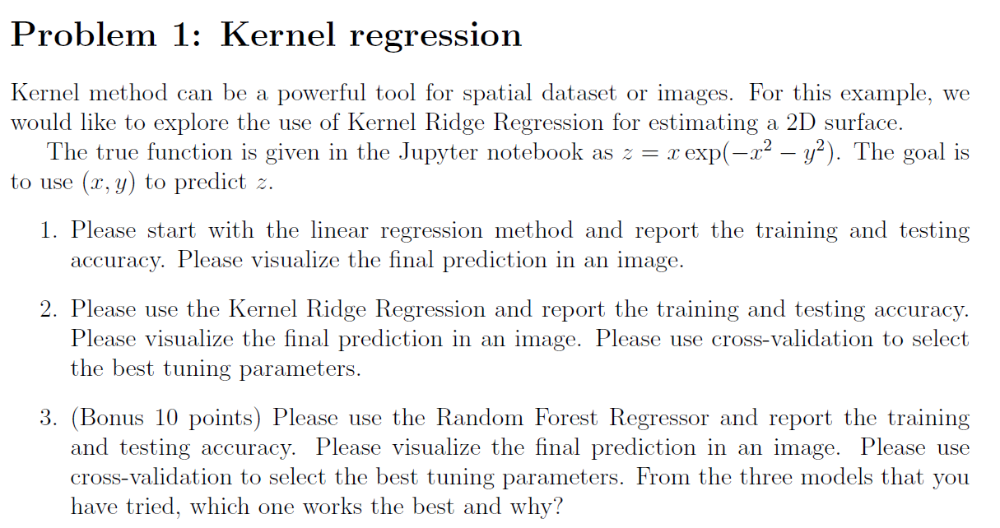 Problem 1: Kernel regression
Kernel method can be a powerful tool for spatial dataset or images. For this example, we
would like to explore the use of Kernel Ridge Regression for estimating a 2D surface.
The true function is given in the Jupyter notebook as z = x exp(−x² − y²). The goal is
to use (x, y) to predict z.
1. Please start with the linear regression method and report the training and testing
accuracy. Please visualize the final prediction in an image.
2. Please use the Kernel Ridge Regression and report the training and testing accuracy.
Please visualize the final prediction in an image. Please use cross-validation to select
the best tuning parameters.
3. (Bonus 10 points) Please use the Random Forest Regressor and report the training
and testing accuracy. Please visualize the final prediction in an image. Please use
cross-validation to select the best tuning parameters. From the three models that you
have tried, which one works the best and why?